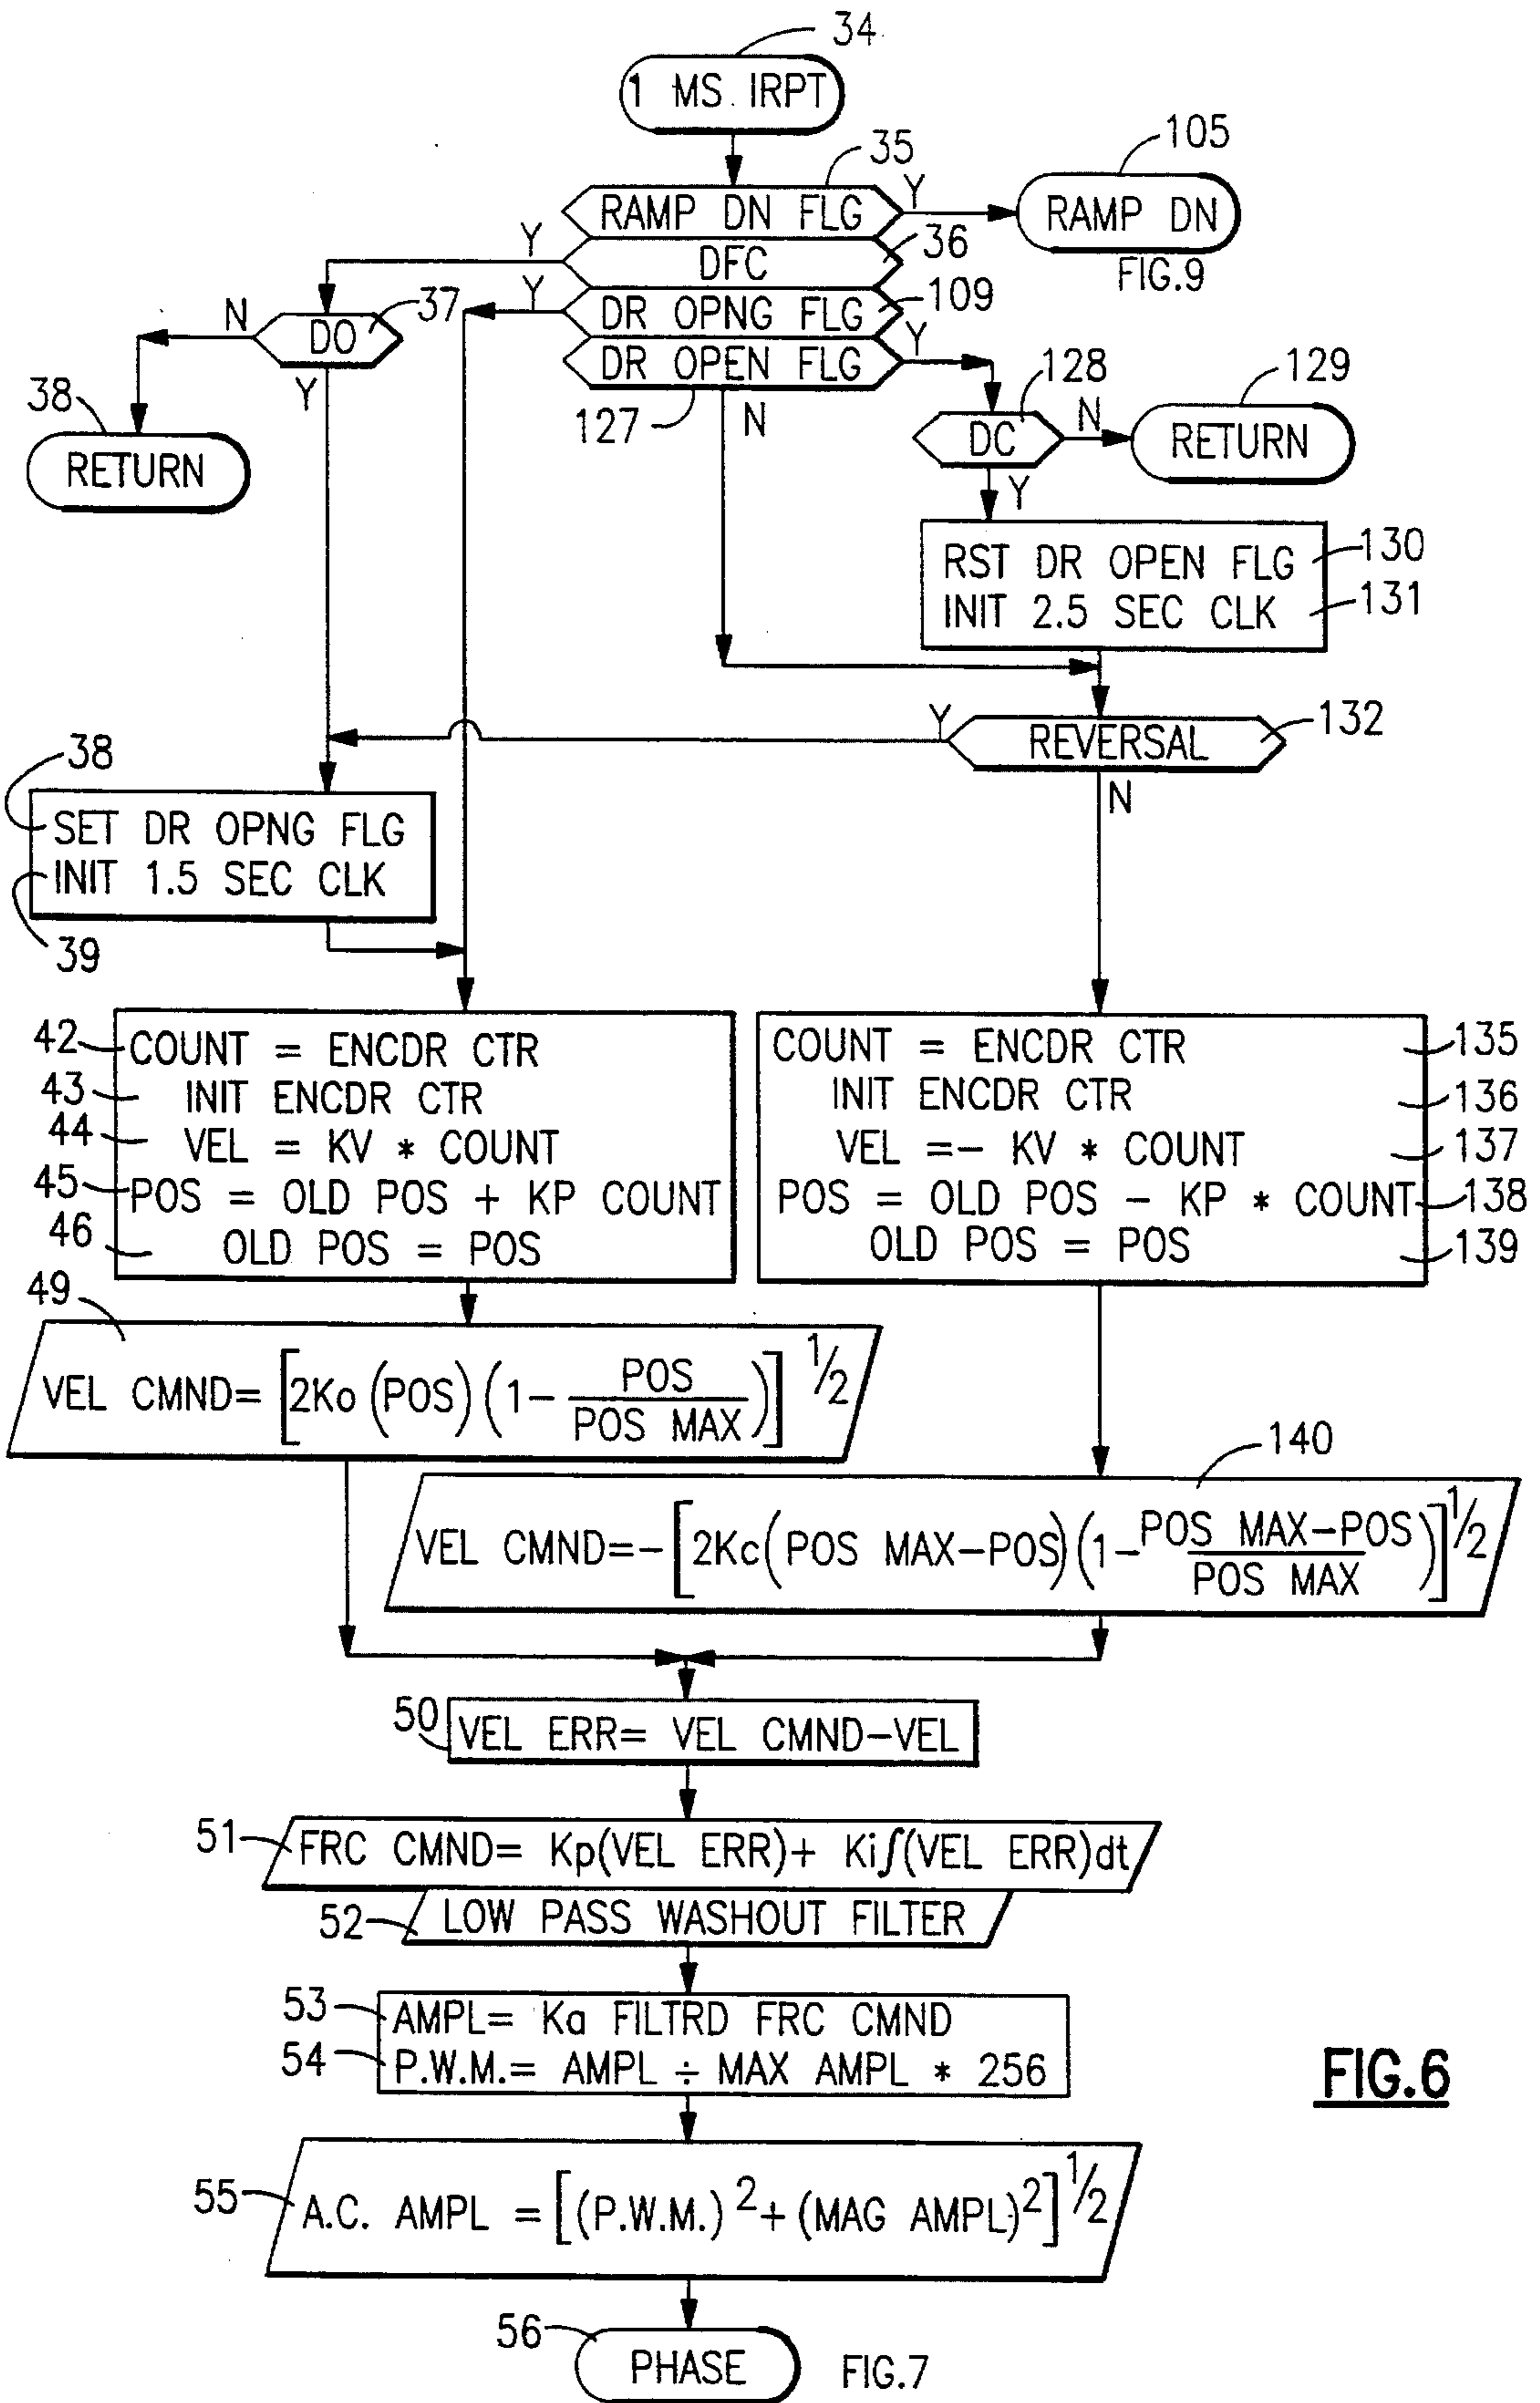 34
1 MS. IRPT
35
RAMP DN FLG
Y
105
RAMP DN
FIG.9
Y
DFC
36
Y
DR OPNG FLG
109
N
DO
37
DR OPEN FLG
Y
Y
127
N
38
RETURN
128
DC
N
129
RETURN
Y
RST DR OPEN FLG
130
INIT 2.5 SEC CLK
131
Y
REVERSAL
132
N
38
SET DR OPNG FLG
INIT 1.5 SEC CLK
39
42
COUNT = ENCDR CTR
43
INIT ENCDR CTR
44
VEL = KV * COUNT
45
POS = OLD POS + KP COUNT
46
OLD POS = POS
COUNT = ENCDR CTR
135
INIT ENCDR CTR
136
VEL =- KV * COUNT
137
POS = OLD POS - KP * COUNT
138
OLD POS = POS
139
49
VEL CMND= [2Ko (POS) (1- POS / POS MAX)] 1/2
140
VEL CMND=-[2Kc(POS MAX-POS)(1- POS MAX-POS / POS MAX)] 1/2
50
VEL ERR= VEL CMND-VEL
51
FRC CMND= Kp(VEL ERR)+ Ki∫(VEL ERR)dt
52
LOW PASS WASHOUT FILTER
53
AMPL= Ka FILTRD FRC CMND
54
P.W.M.= AMPL ÷ MAX AMPL * 256
FIG.6
55
A.C. AMPL = [(P.W.M.)2+(MAG AMPL)2] 1/2
56
PHASE
FIG.7